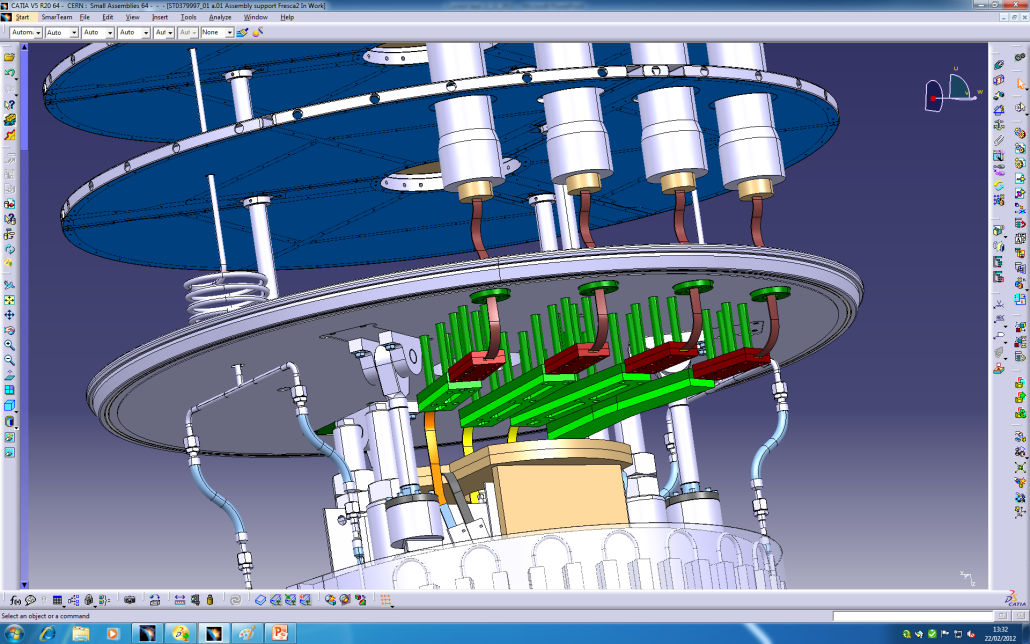 CATIA V5 R20 64 - CERN : Small Assemblies 64 - - - [ST0379997_01 a.01 Assembly support Fresca2 In Work]
Start SmarTeam File Edit View Insert Tools Analyze Window Help
Autom. Auto Auto Auto Aut Aut None
u
w
f(x)
CATIA
Select an object or a command
13:32
22/02/2012